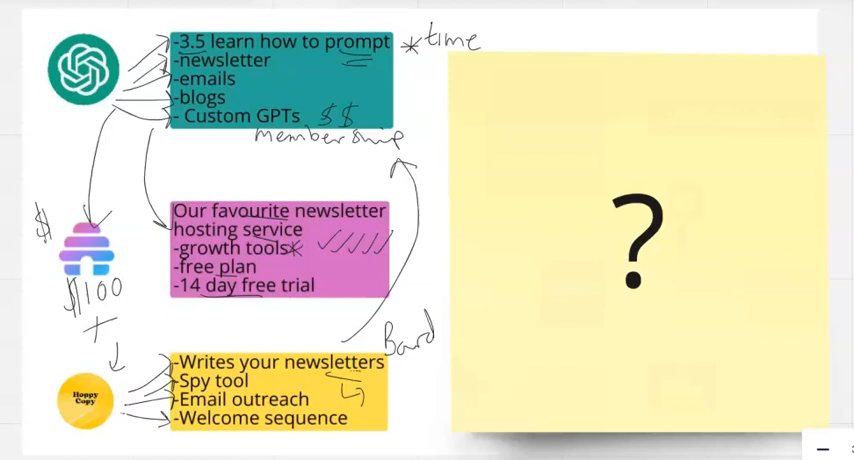 -3.5 learn how to prompt
*time
-newsletter
-emails
-blogs
- Custom GPTs $$
membership
Our favourite newsletter
hosting service
-growth tools*
-free plan
-14 day free trial
$
$100
+
Bard
-Writes your newsletters
-Spy tool
-Email outreach
-Welcome sequence
Hoppy
Copy
?